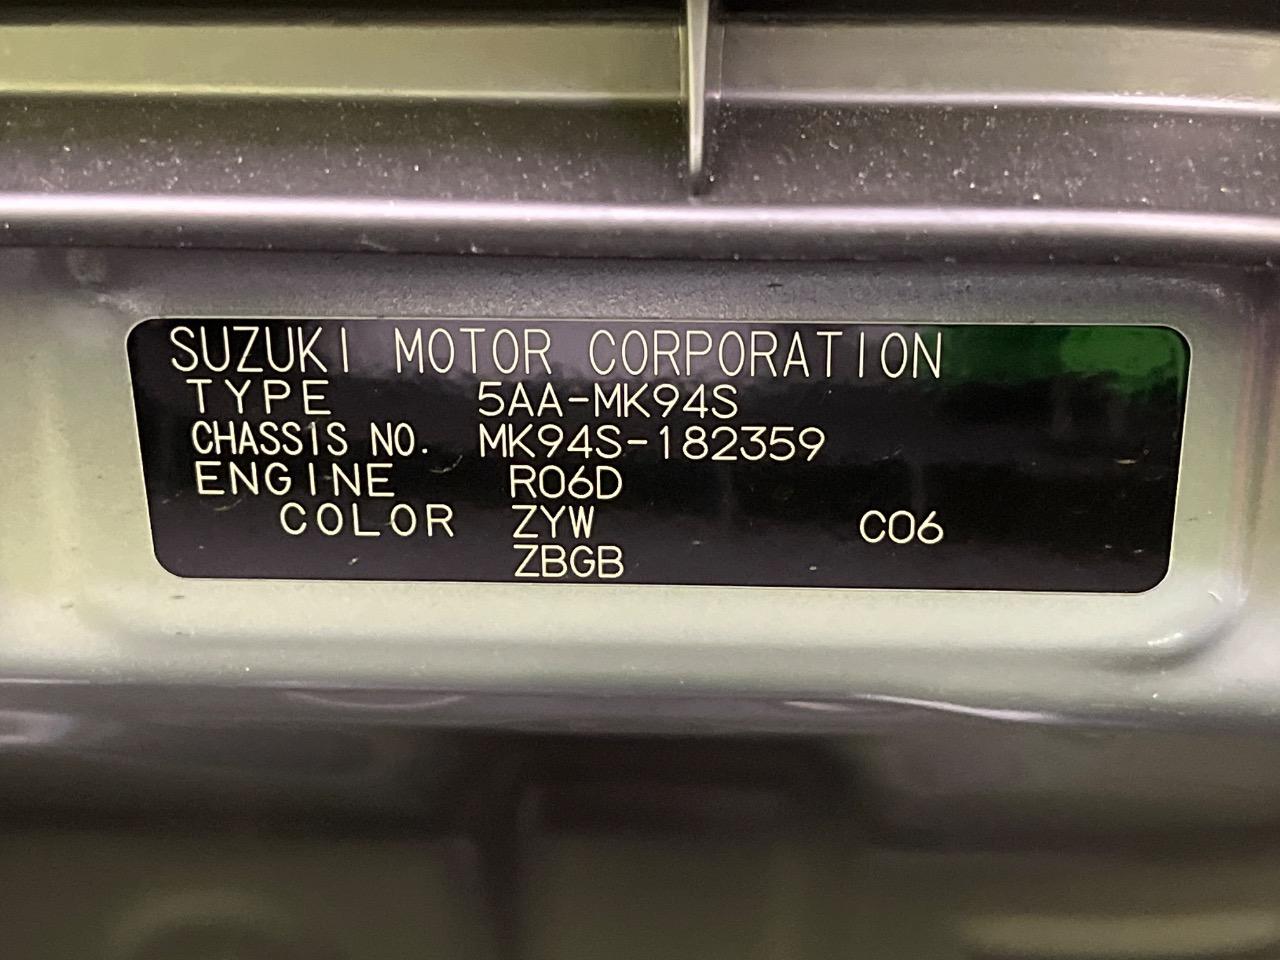 SUZUKI MOTOR CORPORATION
TYPE 5AA-MK94S
CHASSIS NO. MK94S-182359
ENGINE R06D
COLOR ZYW C06
ZBGB